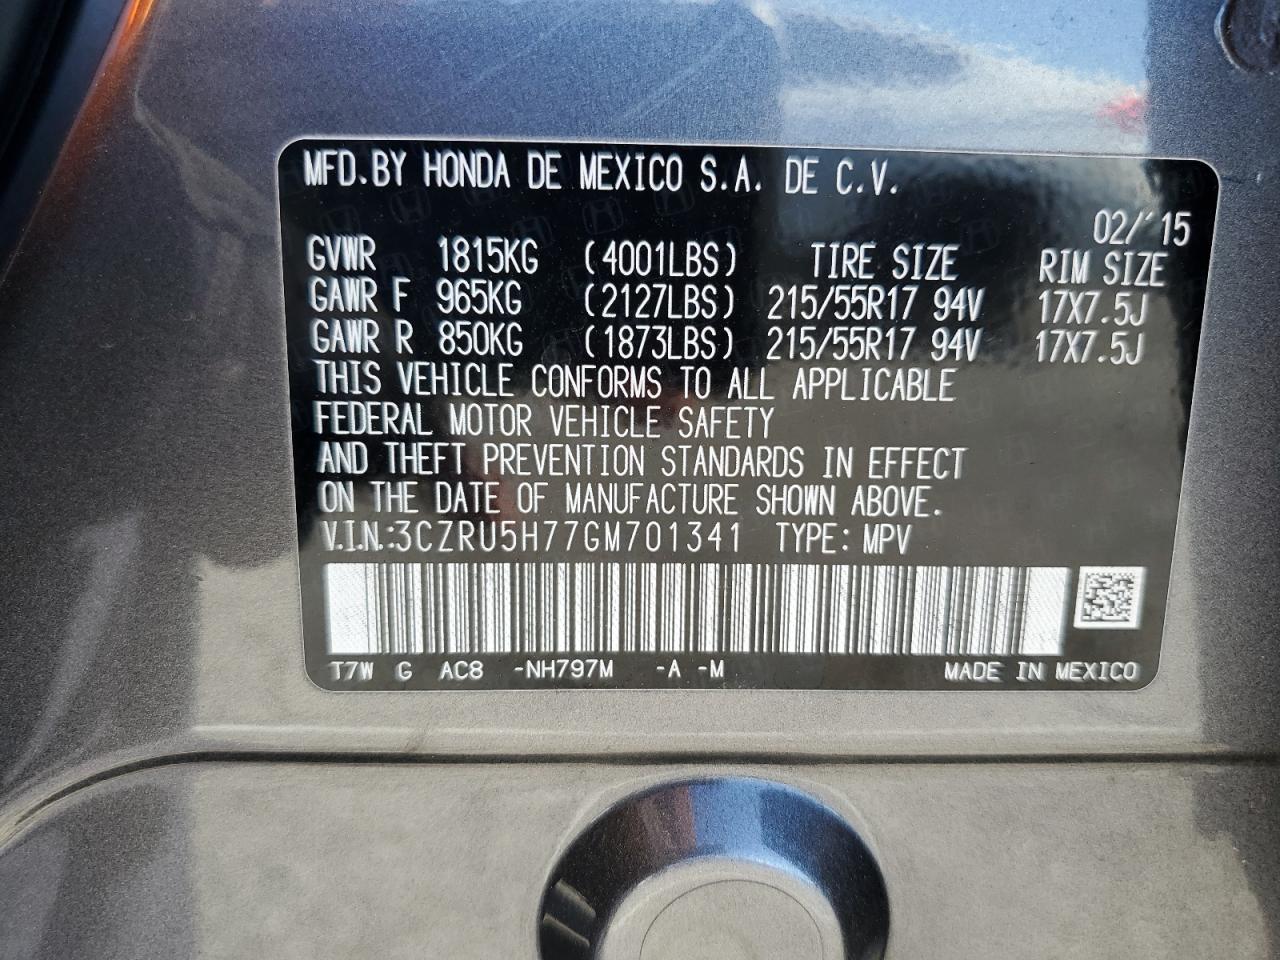 MFD.BY HONDA DE MEXICO S.A. DE C.V.
02/'15
GVWR 1815KG (4001LBS) TIRE SIZE RIM SIZE
GAWR F 965KG (2127LBS) 215/55R17 94V 17X7.5J
GAWR R 850KG (1873LBS) 215/55R17 94V 17X7.5J
THIS VEHICLE CONFORMS TO ALL APPLICABLE
FEDERAL MOTOR VEHICLE SAFETY
AND THEFT PREVENTION STANDARDS IN EFFECT
ON THE DATE OF MANUFACTURE SHOWN ABOVE.
V.I.N.:3CZRU5H77GM701341 TYPE: MPV
T7W G AC8 -NH797M -A -M MADE IN MEXICO